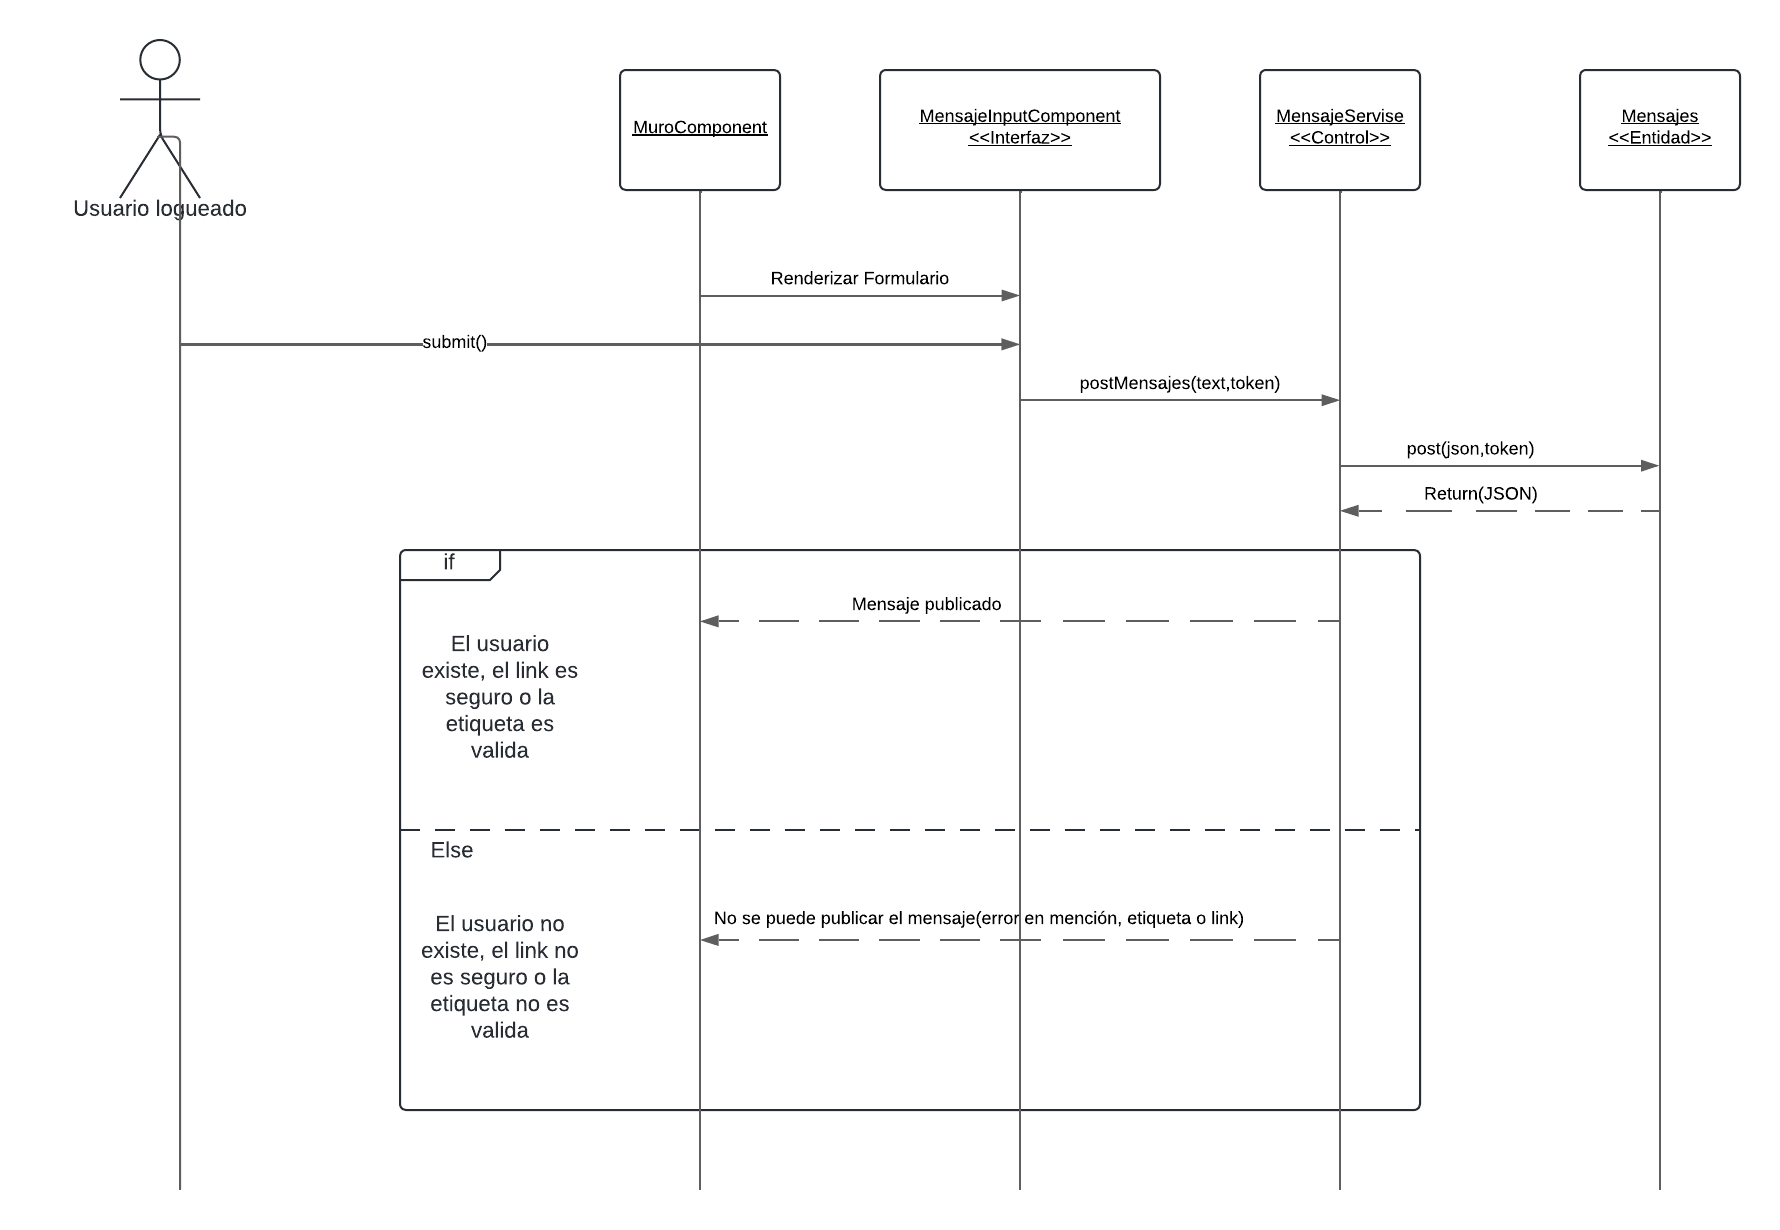 Usuario logueado
MuroComponent
MensajeInputComponent
<<Interfaz>>
MensajeServise
<<Control>>
Mensajes
<<Entidad>>
Renderizar Formulario
submit()
postMensajes(text,token)
post(json,token)
Return(JSON)
if
Mensaje publicado
El usuario
existe, el link es
seguro o la
etiqueta es
valida
Else
No se puede publicar el mensaje(error en mención, etiqueta o link)
El usuario no
existe, el link no
es seguro o la
etiqueta no es
valida